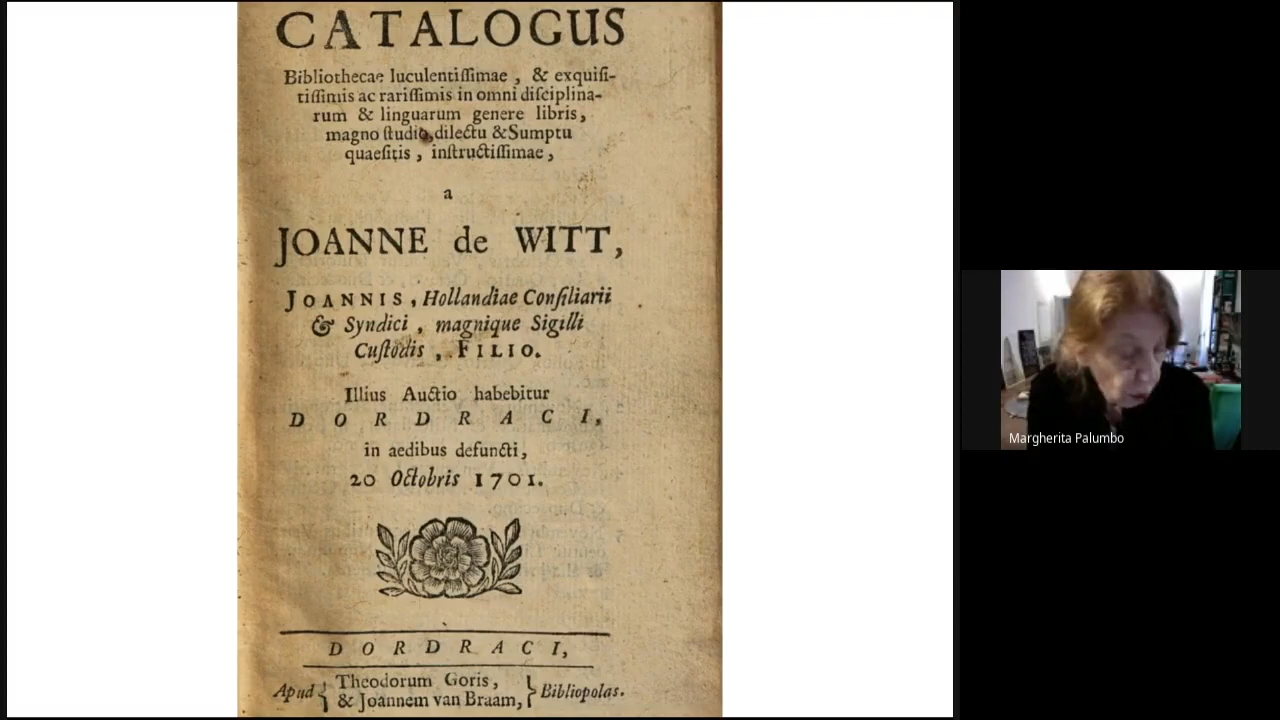 CATALOGUS
Bibliothecae luculentiſſimae, & exquiſi-
tiſſimis ac rariſſimis in omni diſciplina-
rum & linguarum genere libris,
magno ſtudio, dilectu & Sumptu
quaeſitis, inſtructiſſimae,
a
JOANNE de WITT,
JOANNIS, Hollandiae Conſiliarii
& Syndici, magnique Sigilli
Cuſtodis, FILIO.
Illius Auctio habebitur
DORDRACI,
in aedibus defuncti,
20 Octobris 1701.
DORDRACI,
Apud { Theodorum Goris,
& Joannem van Braam, } Bibliopolas.
Margherita Palumbo